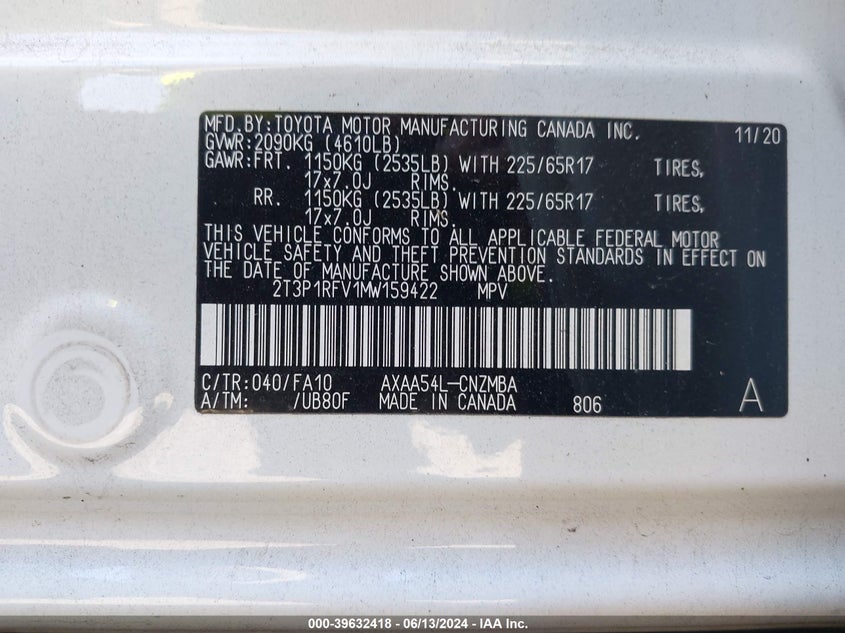 MFD.BY:TOYOTA MOTOR MANUFACTURING CANADA INC. 11/20
GVWR:2090KG (4610LB)
GAWR:FRT. 1150KG (2535LB) WITH 225/65R17 TIRES,
17x7.0J RIMS.
RR. 1150KG (2535LB) WITH 225/65R17 TIRES,
17x7.0J RIMS.
THIS VEHICLE CONFORMS TO ALL APPLICABLE FEDERAL MOTOR
VEHICLE SAFETY AND THEFT PREVENTION STANDARDS IN EFFECT ON
THE DATE OF MANUFACTURE SHOWN ABOVE.
2T3P1RFV1MW159422 MPV
C/TR:040/FA10 AXAA54L-CNZMBA
A/TM: /UB80F MADE IN CANADA 806 A
000-39632418 - 06/13/2024 - IAA Inc.